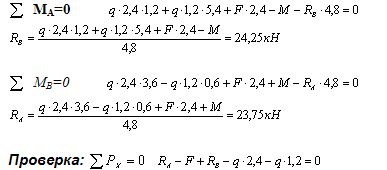 ∑ M_A=0 q·2,4·1,2+q·1,2·5,4+F·2,4−M−R_B·4,8=0
R_B = (q·2,4·1,2+q·1,2·5,4+F·2,4−M)/4,8 = 24,25кН
∑ M_B=0 q·2,4·3,6−q·1,2·0,6+F·2,4+M−R_A·4,8=0
R_A = (q·2,4·3,6−q·1,2·0,6+F·2,4+M)/4,8 = 23,75кН
Проверка: ∑P_X = 0 R_A−F+R_B−q·2,4−q·1,2=0